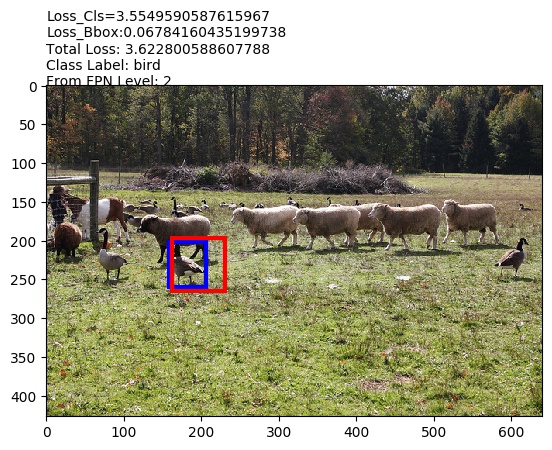 Loss_Cls=3.5549590587615967
Loss_Bbox:0.06784160435199738
Total Loss: 3.622800588607788
Class Label: bird
From FPN Level: 2
0
50
100
150
200
250
300
350
400
0 100 200 300 400 500 600